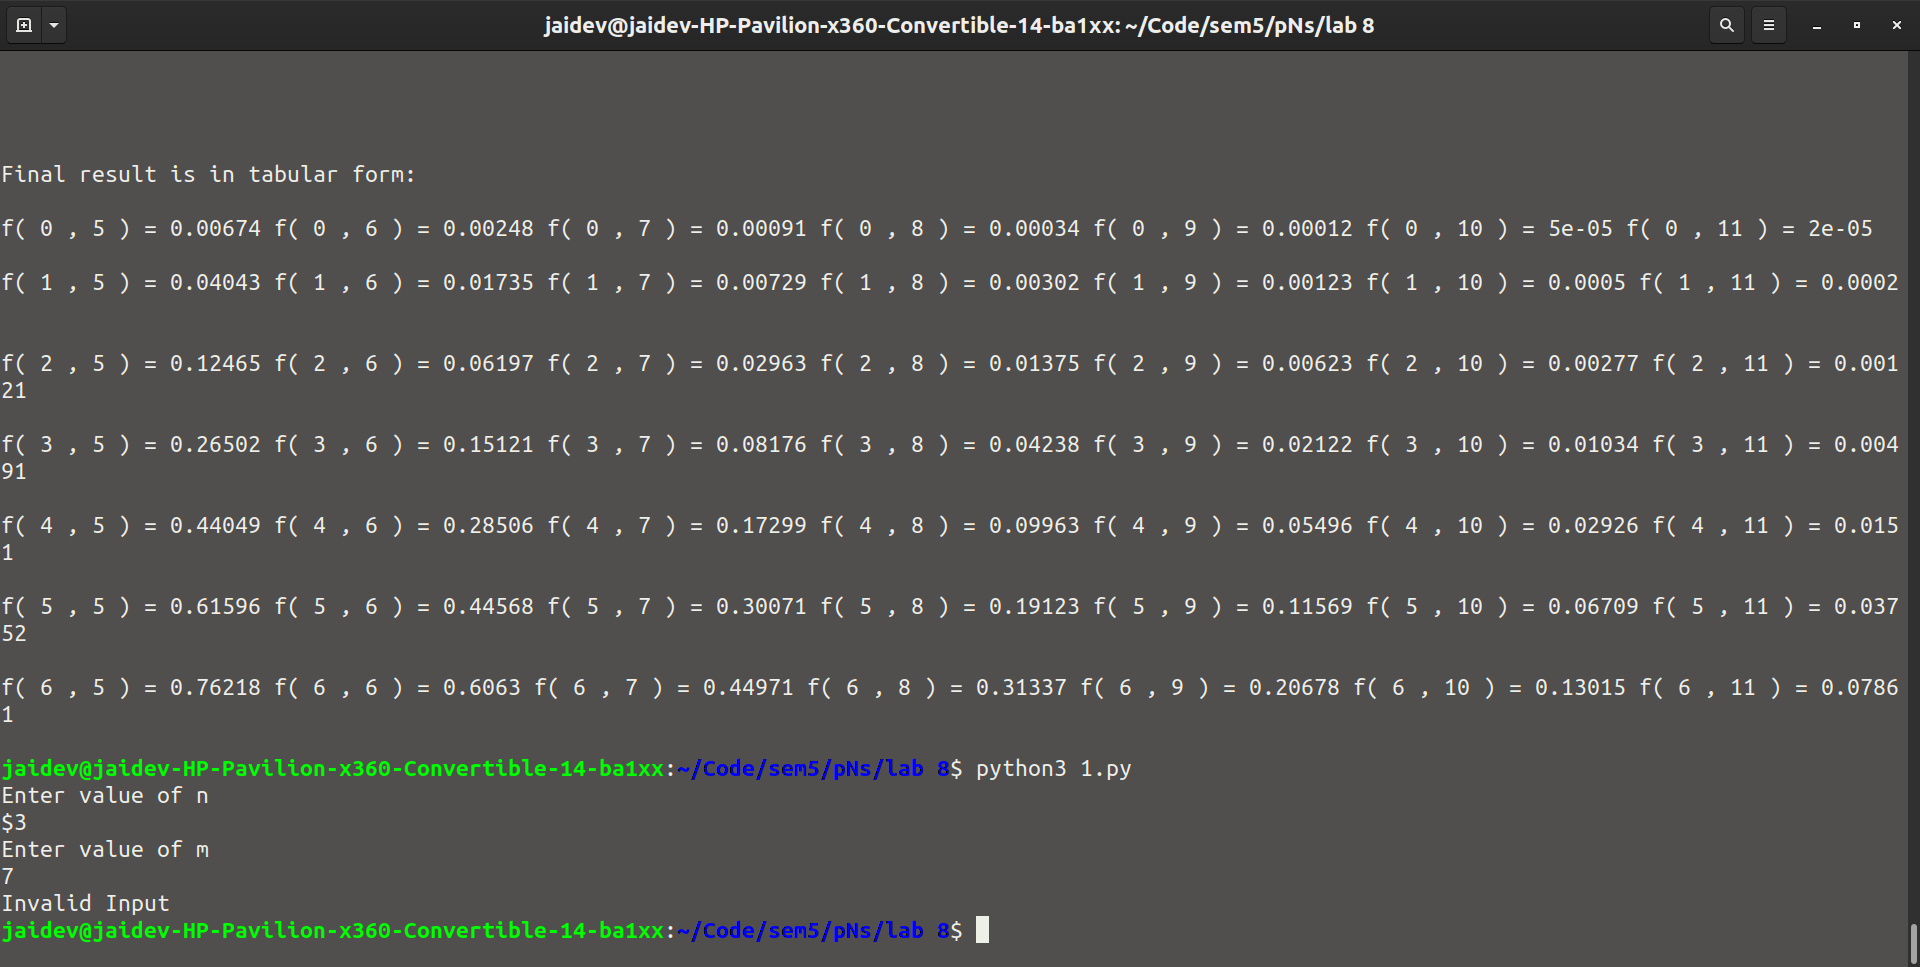 jaidev@jaidev-HP-Pavilion-x360-Convertible-14-ba1xx: ~/Code/sem5/pNs/lab 8
Final result is in tabular form:
f( 0 , 5 ) = 0.00674 f( 0 , 6 ) = 0.00248 f( 0 , 7 ) = 0.00091 f( 0 , 8 ) = 0.00034 f( 0 , 9 ) = 0.00012 f( 0 , 10 ) = 5e-05 f( 0 , 11 ) = 2e-05
f( 1 , 5 ) = 0.04043 f( 1 , 6 ) = 0.01735 f( 1 , 7 ) = 0.00729 f( 1 , 8 ) = 0.00302 f( 1 , 9 ) = 0.00123 f( 1 , 10 ) = 0.0005 f( 1 , 11 ) = 0.0002
f( 2 , 5 ) = 0.12465 f( 2 , 6 ) = 0.06197 f( 2 , 7 ) = 0.02963 f( 2 , 8 ) = 0.01375 f( 2 , 9 ) = 0.00623 f( 2 , 10 ) = 0.00277 f( 2 , 11 ) = 0.001
21
f( 3 , 5 ) = 0.26502 f( 3 , 6 ) = 0.15121 f( 3 , 7 ) = 0.08176 f( 3 , 8 ) = 0.04238 f( 3 , 9 ) = 0.02122 f( 3 , 10 ) = 0.01034 f( 3 , 11 ) = 0.004
91
f( 4 , 5 ) = 0.44049 f( 4 , 6 ) = 0.28506 f( 4 , 7 ) = 0.17299 f( 4 , 8 ) = 0.09963 f( 4 , 9 ) = 0.05496 f( 4 , 10 ) = 0.02926 f( 4 , 11 ) = 0.015
1
f( 5 , 5 ) = 0.61596 f( 5 , 6 ) = 0.44568 f( 5 , 7 ) = 0.30071 f( 5 , 8 ) = 0.19123 f( 5 , 9 ) = 0.11569 f( 5 , 10 ) = 0.06709 f( 5 , 11 ) = 0.037
52
f( 6 , 5 ) = 0.76218 f( 6 , 6 ) = 0.6063 f( 6 , 7 ) = 0.44971 f( 6 , 8 ) = 0.31337 f( 6 , 9 ) = 0.20678 f( 6 , 10 ) = 0.13015 f( 6 , 11 ) = 0.0786
1
jaidev@jaidev-HP-Pavilion-x360-Convertible-14-ba1xx:~/Code/sem5/pNs/lab 8$ python3 1.py
Enter value of n
$3
Enter value of m
7
Invalid Input
jaidev@jaidev-HP-Pavilion-x360-Convertible-14-ba1xx:~/Code/sem5/pNs/lab 8$